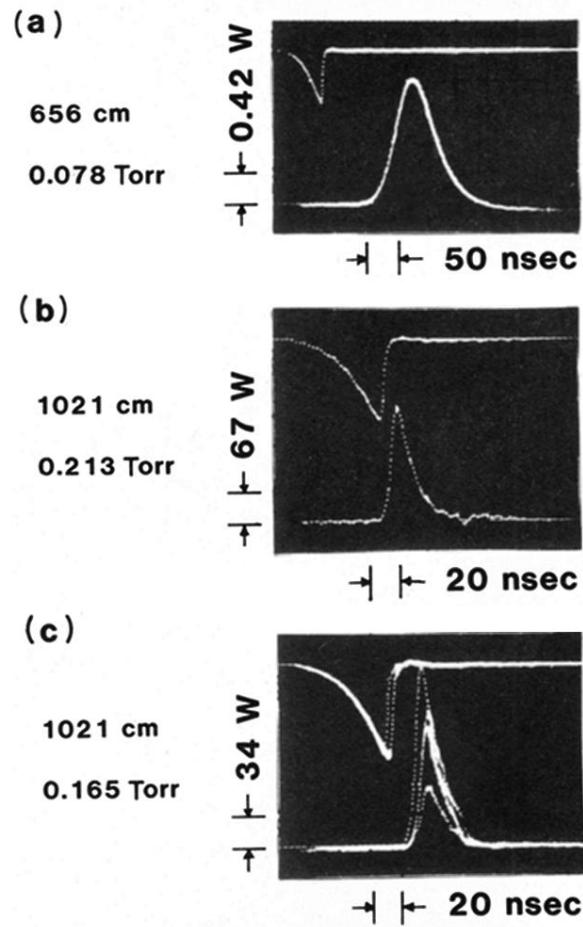 (a)
656 cm
0.078 Torr
0.42 W
50 nsec
(b)
1021 cm
0.213 Torr
67 W
20 nsec
(c)
1021 cm
0.165 Torr
34 W
20 nsec